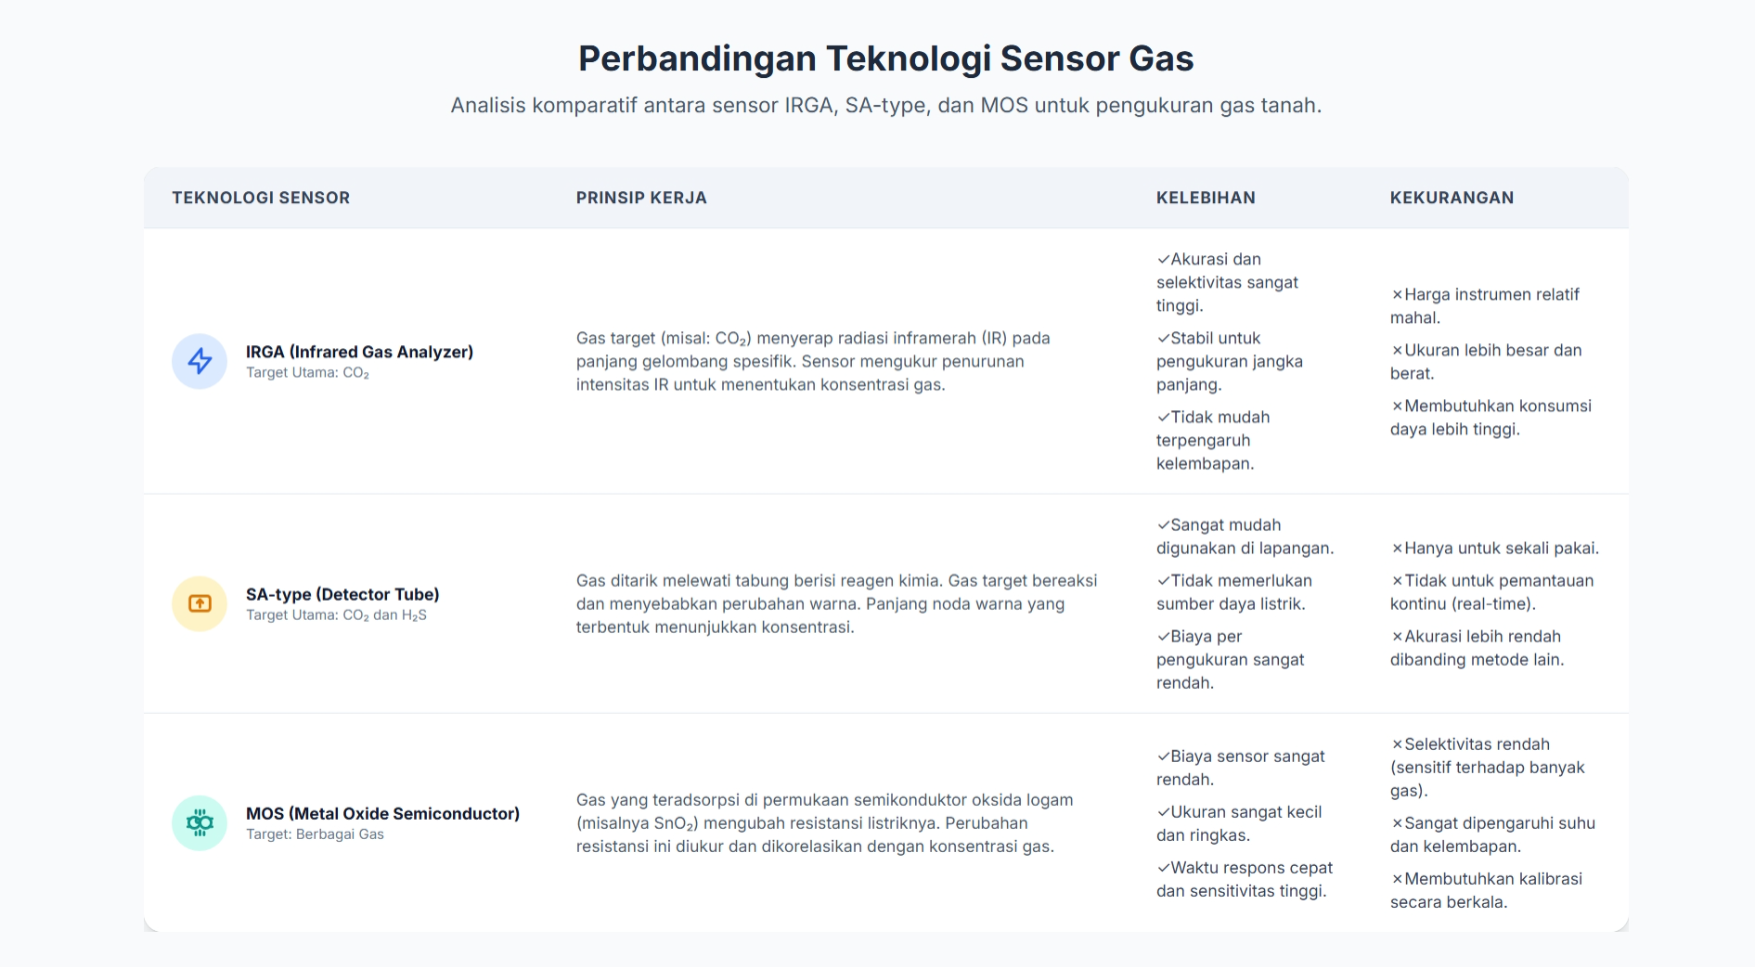 Perbandingan Teknologi Sensor Gas
Analisis komparatif antara sensor IRGA, SA-type, dan MOS untuk pengukuran gas tanah.
TEKNOLOGI SENSOR
PRINSIP KERJA
KELEBIHAN
KEKURANGAN
IRGA (Infrared Gas Analyzer)
Target Utama: CO₂
Gas target (misal: CO₂) menyerap radiasi inframerah (IR) pada
panjang gelombang spesifik. Sensor mengukur penurunan
intensitas IR untuk menentukan konsentrasi gas.
✓Akurasi dan
selektivitas sangat
tinggi.
✓Stabil untuk
pengukuran jangka
panjang.
✓Tidak mudah
terpengaruh
kelembapan.
×Harga instrumen relatif
mahal.
×Ukuran lebih besar dan
berat.
×Membutuhkan konsumsi
daya lebih tinggi.
SA-type (Detector Tube)
Target Utama: CO₂ dan H₂S
Gas ditarik melewati tabung berisi reagen kimia. Gas target bereaksi
dan menyebabkan perubahan warna. Panjang noda warna yang
terbentuk menunjukkan konsentrasi.
✓Sangat mudah
digunakan di lapangan.
✓Tidak memerlukan
sumber daya listrik.
✓Biaya per
pengukuran sangat
rendah.
×Hanya untuk sekali pakai.
×Tidak untuk pemantauan
kontinu (real-time).
×Akurasi lebih rendah
dibanding metode lain.
MOS (Metal Oxide Semiconductor)
Target: Berbagai Gas
Gas yang teradsorpsi di permukaan semikonduktor oksida logam
(misalnya SnO₂) mengubah resistansi listriknya. Perubahan
resistansi ini diukur dan dikorelasikan dengan konsentrasi gas.
✓Biaya sensor sangat
rendah.
✓Ukuran sangat kecil
dan ringkas.
✓Waktu respons cepat
dan sensitivitas tinggi.
×Selektivitas rendah
(sensitif terhadap banyak
gas).
×Sangat dipengaruhi suhu
dan kelembapan.
×Membutuhkan kalibrasi
secara berkala.